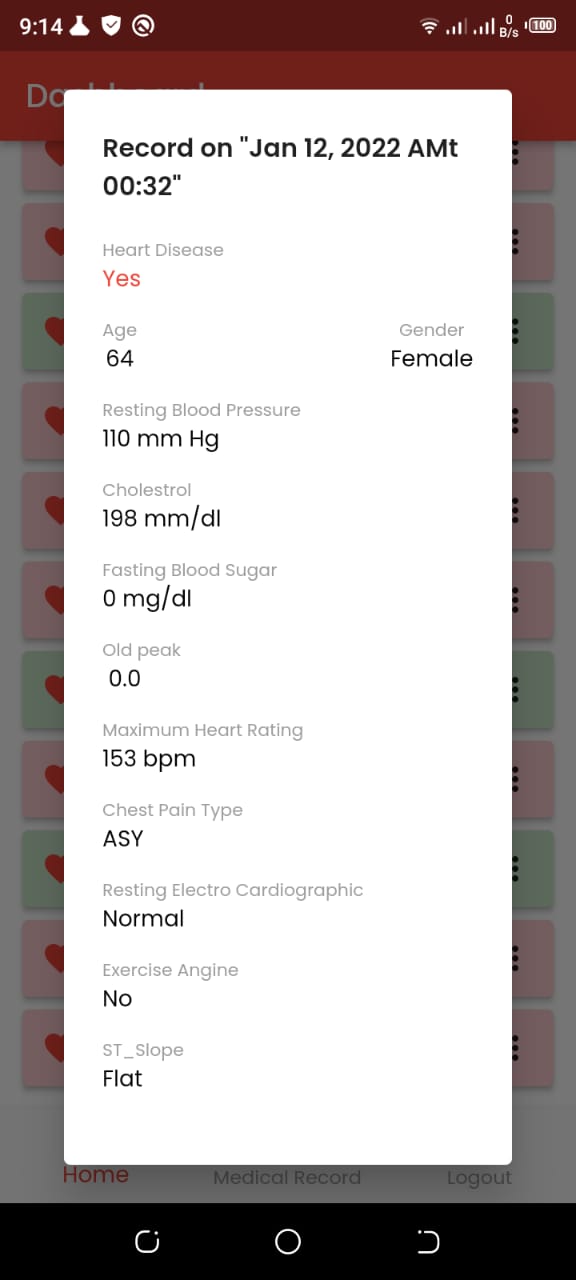 9:14
0
B/s
100
Record on "Jan 12, 2022 AMt
00:32"
Heart Disease
Yes
Age Gender
64 Female
Resting Blood Pressure
110 mm Hg
Cholestrol
198 mm/dl
Fasting Blood Sugar
0 mg/dl
Old peak
0.0
Maximum Heart Rating
153 bpm
Chest Pain Type
ASY
Resting Electro Cardiographic
Normal
Exercise Angine
No
ST_Slope
Flat
Home Medical Record Logout